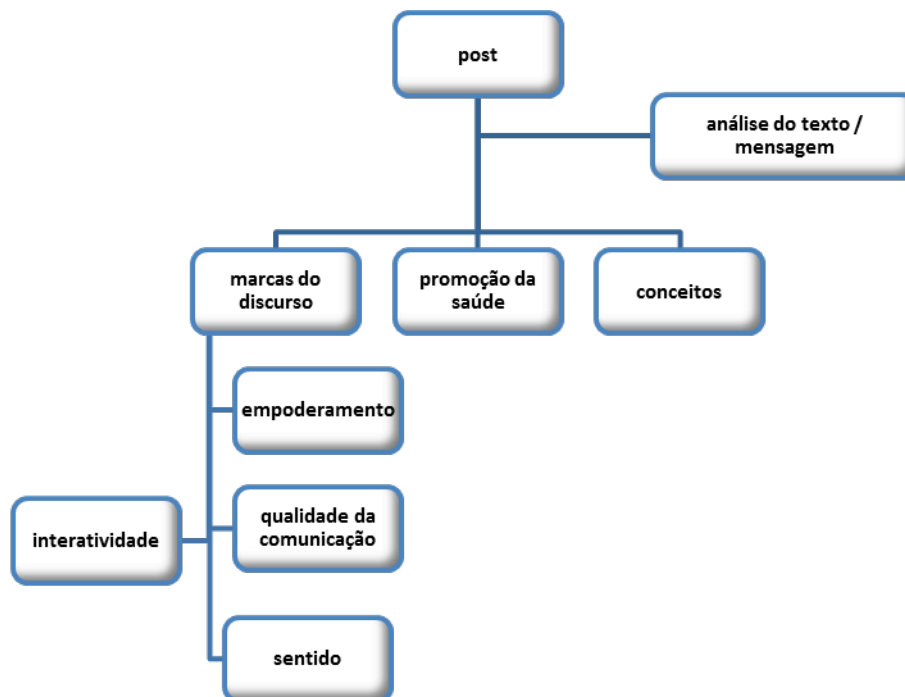 post
análise do texto /
mensagem
marcas do
discurso
promoção da
saúde
conceitos
empoderamento
interatividade
qualidade da
comunicação
sentido